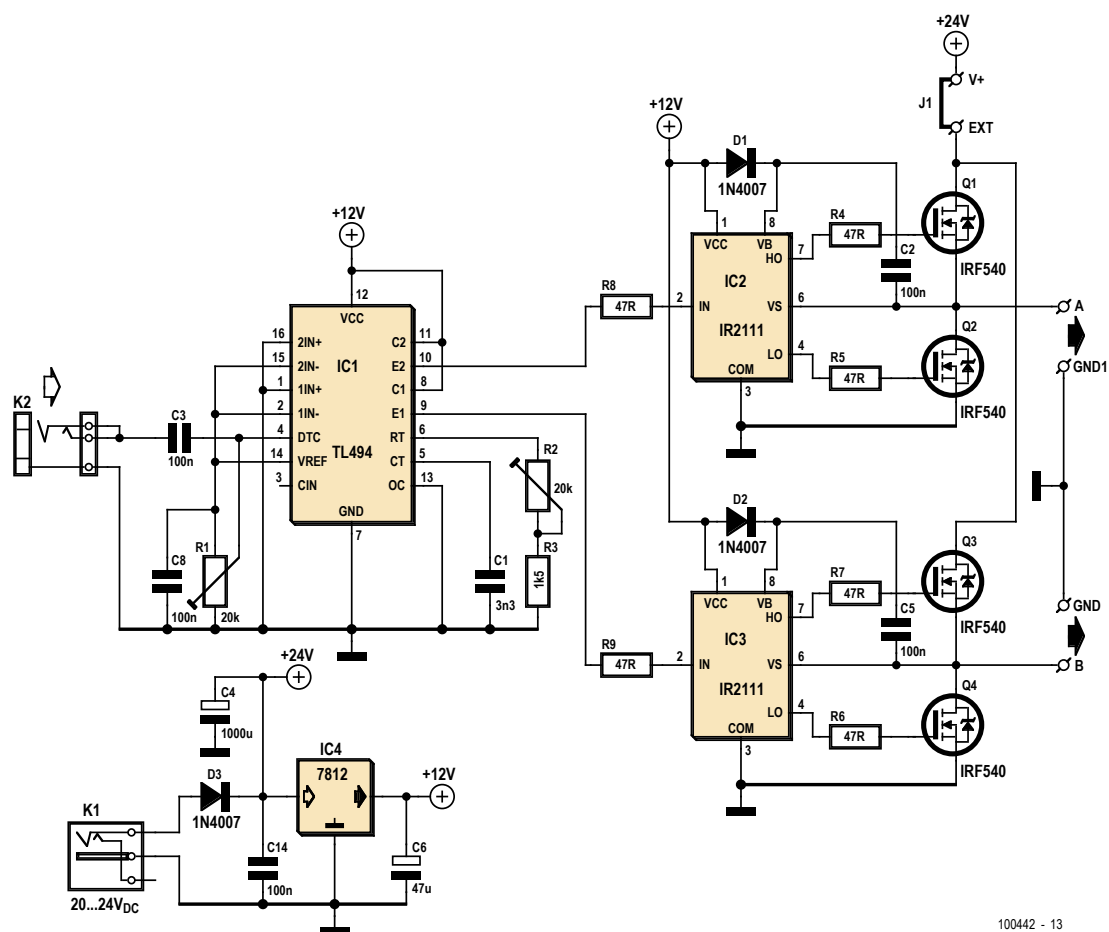 +24V
V+
J1
EXT
+12V
D1
1N4007
Q1
1
8
VCC
VB
HO
7
R4
47R
C2
100n
IRF540
IC2
R8
47R
2
IN
VS
6
A
IR2111
Q2
LO
4
R5
47R
COM
3
IRF540
GND1
+12V
12
VCC
16
2IN+
C2
11
15
2IN-
IC1
E2
10
1
1IN+
C1
8
2
1IN-
E1
9
K2
C3
100n
4
DTC
RT
6
R2
20k
14
VREF
TL494
CT
5
3
CIN
OC
13
GND
7
C8
100n
R1
20k
C1
3n3
R3
1k5
D2
1N4007
Q3
1
8
VCC
VB
HO
7
R7
47R
C5
100n
IRF540
GND
IC3
R9
47R
2
IN
VS
6
B
IR2111
Q4
LO
4
R6
47R
COM
3
IRF540
+24V
C4
1000u
IC4
7812
D3
1N4007
+12V
K1
C14
100n
C6
47u
20...24VDC
100442 - 13